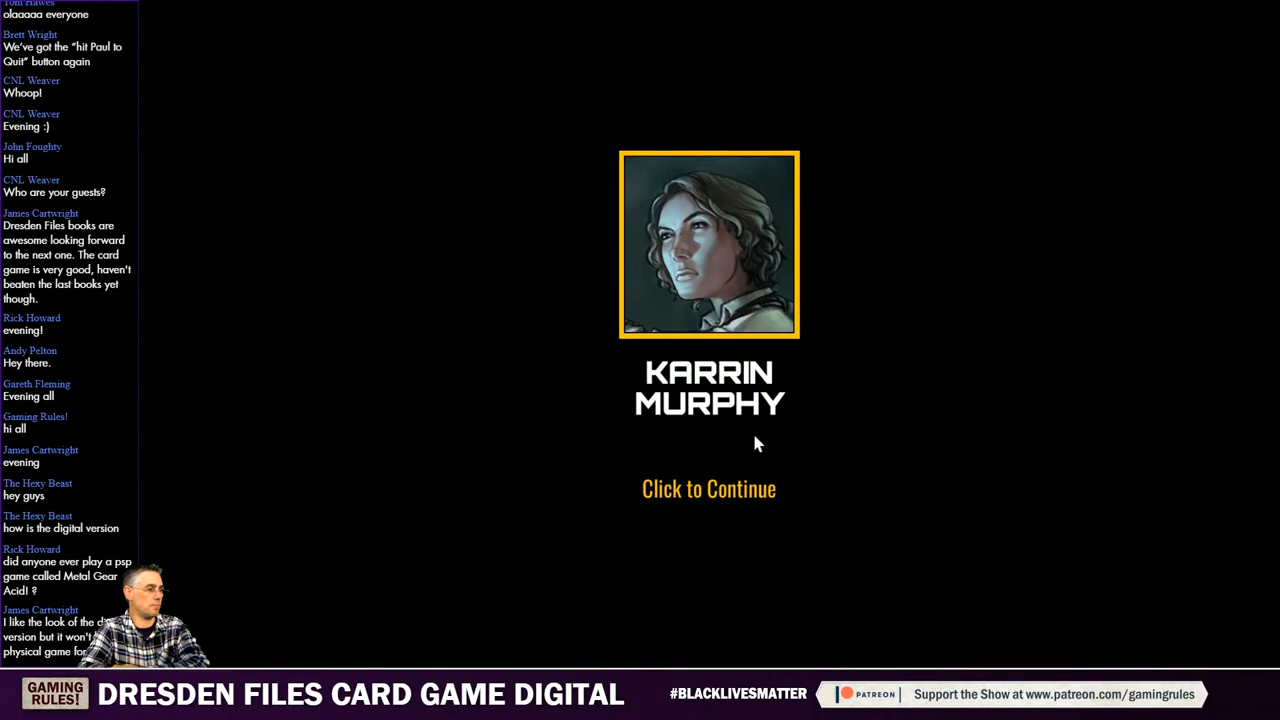 Tom Hawes
olaaaaa everyone
Brett Wright
We've got the "hit Paul to
Quit" button again
CNL Weaver
Whoop!
CNL Weaver
Evening :)
John Foughty
Hi all
CNL Weaver
Who are your guests?
James Cartwright
Dresden Files books are
awesome looking forward
to the next one. The card
game is very good, haven't
beaten the last books yet
though.
Rick Howard
evening!
Andy Pelton
Hey there.
Gareth Fleming
Evening all
Gaming Rules!
hi all
James Cartwright
evening
The Hexy Beast
hey guys
The Hexy Beast
how is the digital version
Rick Howard
did anyone ever play a psp
game called Metal Gear
Acid! ?
James Cartwright
I like the look of the
version but it won't
physical game for
KARRIN
MURPHY
Click to Continue
GAMING
RULES!
DRESDEN FILES CARD GAME DIGITAL
#BLACKLIVESMATTER
PATREON
Support the Show at www.patreon.com/gamingrules